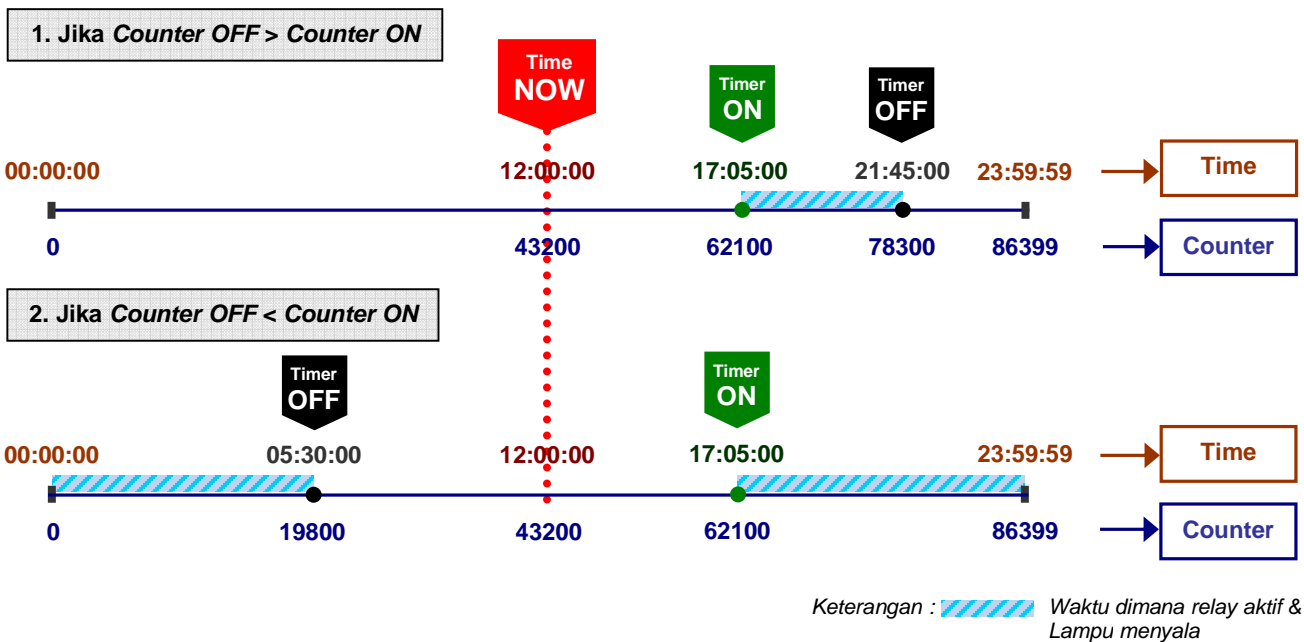 1. Jika Counter OFF > Counter ON
Time
NOW
Timer
ON
Timer
OFF
00:00:00 12:00:00 17:05:00 21:45:00 23:59:59 Time
0 43200 62100 78300 86399 Counter
2. Jika Counter OFF < Counter ON
Timer
OFF
Timer
ON
00:00:00 05:30:00 12:00:00 17:05:00 23:59:59 Time
0 19800 43200 62100 86399 Counter
Keterangan : Waktu dimana relay aktif &
Lampu menyala